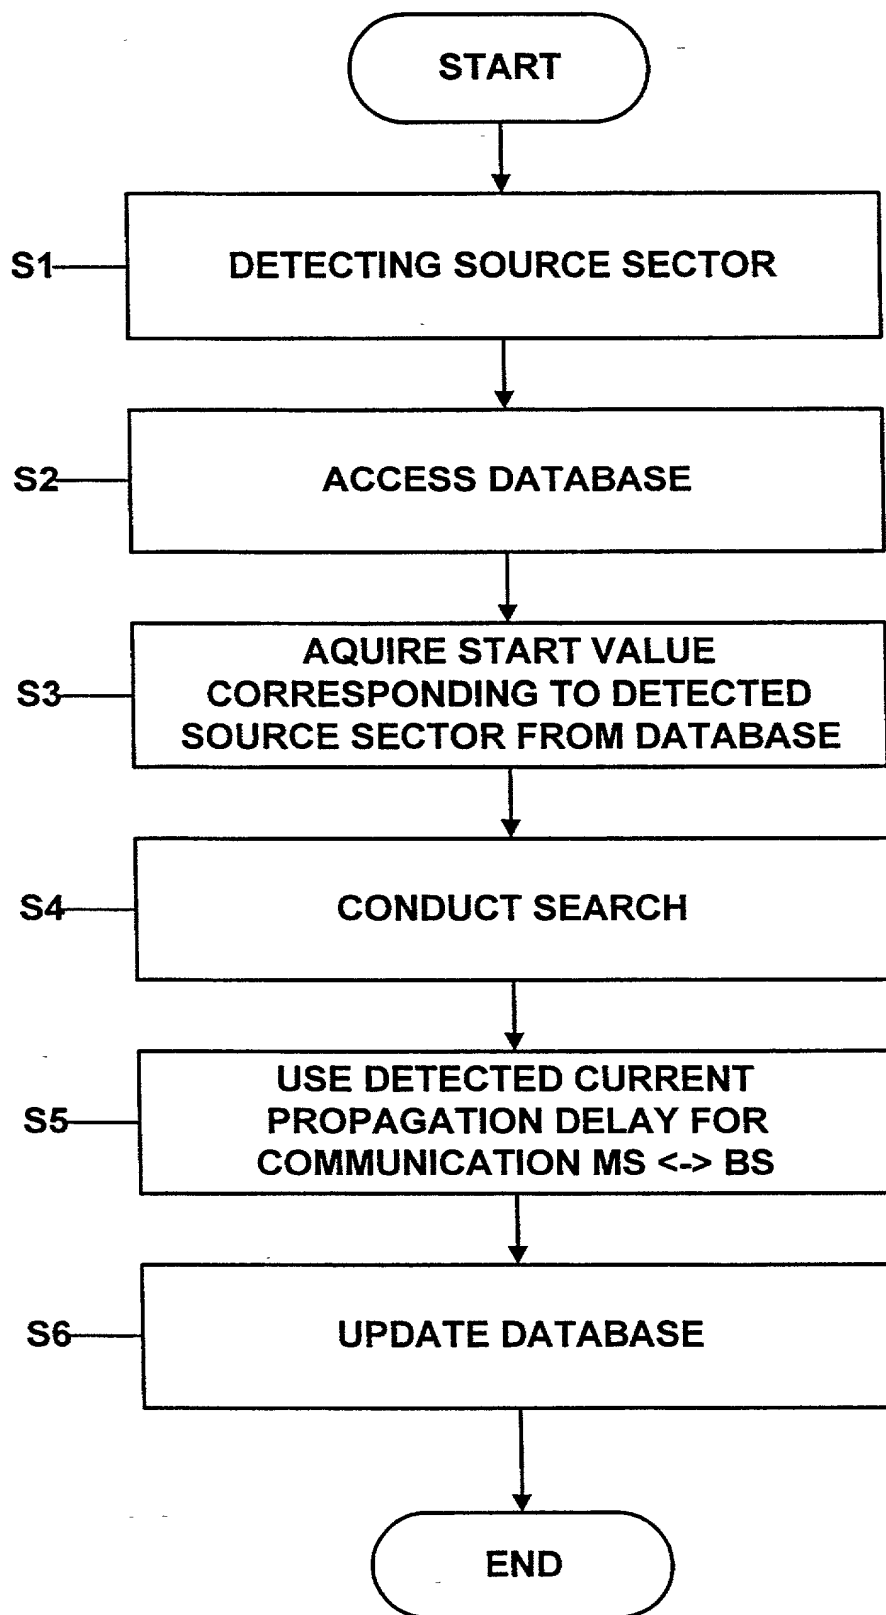 START
S1
DETECTING SOURCE SECTOR
S2
ACCESS DATABASE
S3
AQUIRE START VALUE
CORRESPONDING TO DETECTED
SOURCE SECTOR FROM DATABASE
S4
CONDUCT SEARCH
S5
USE DETECTED CURRENT
PROPAGATION DELAY FOR
COMMUNICATION MS <-> BS
S6
UPDATE DATABASE
END